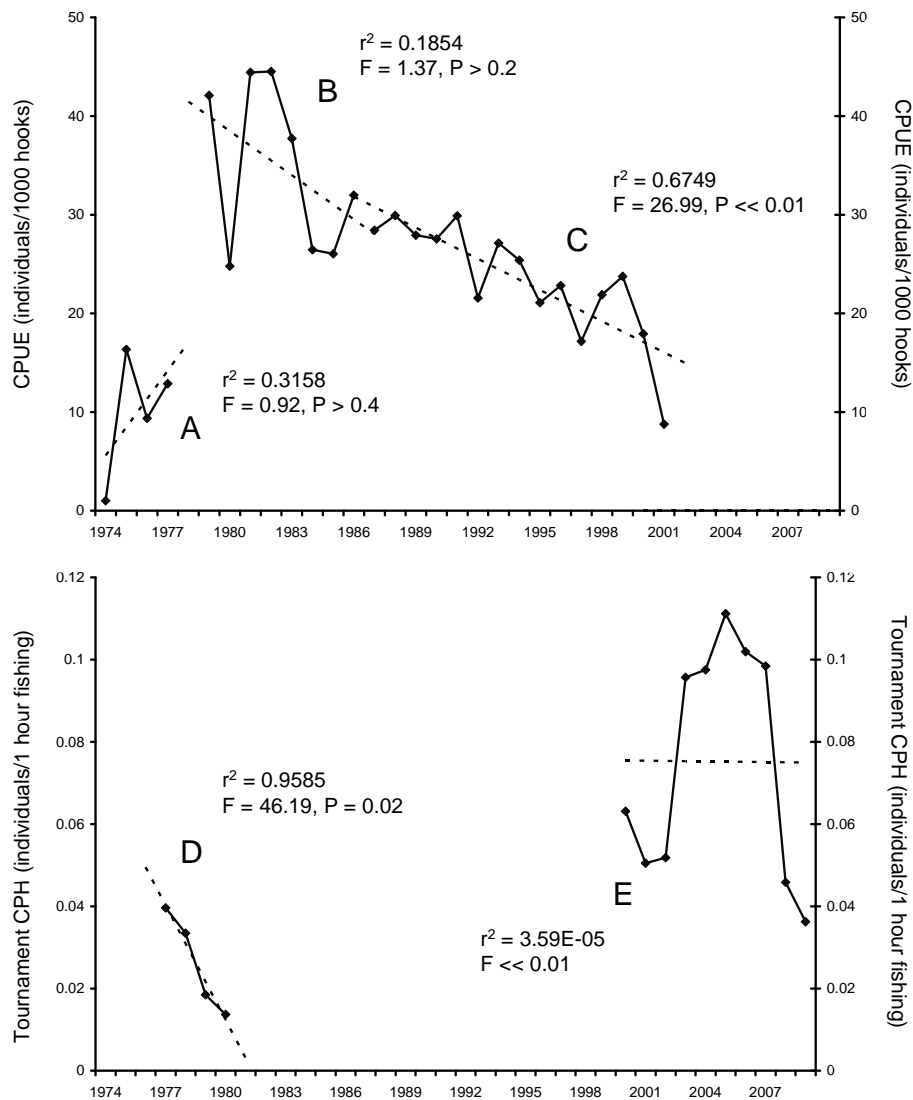 50
40
30
20
10
0
CPUE (individuals/1000 hooks)
r² = 0.1854
F = 1.37, P > 0.2
B
r² = 0.6749
F = 26.99, P << 0.01
C
r² = 0.3158
F = 0.92, P > 0.4
A
50
40
30
20
10
0
CPUE (individuals/1000 hooks)
1974 1977 1980 1983 1986 1989 1992 1995 1998 2001 2004 2007
0.12
0.1
0.08
0.06
0.04
0.02
0
Tournament CPH (individuals/1 hour fishing)
r² = 0.9585
F = 46.19, P = 0.02
D
E
r² = 3.59E-05
F << 0.01
0.12
0.1
0.08
0.06
0.04
0.02
0
Tournament CPH (individuals/1 hour fishing)
1974 1977 1980 1983 1986 1989 1992 1995 1998 2001 2004 2007